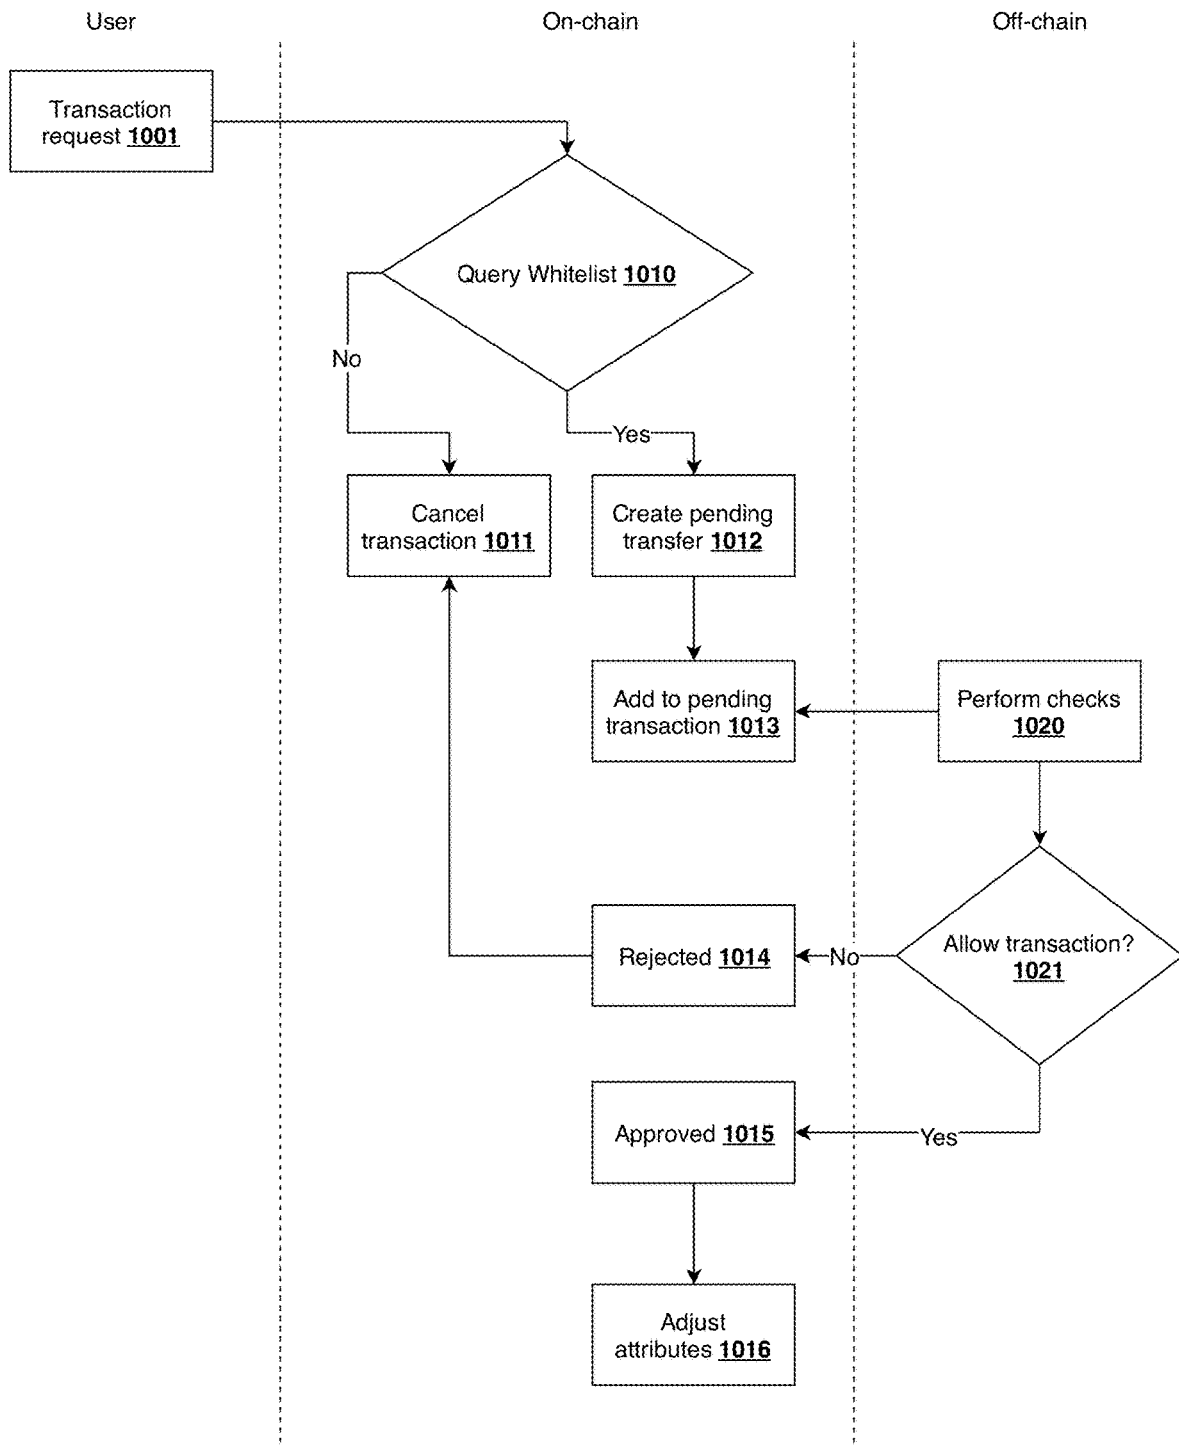 User
On-chain
Off-chain
Transaction
request 1001
Query Whitelist 1010
No
Yes
Cancel
transaction 1011
Create pending
transfer 1012
Add to pending
transaction 1013
Perform checks
1020
Rejected 1014
No
Allow transaction?
1021
Approved 1015
Yes
Adjust
attributes 1016